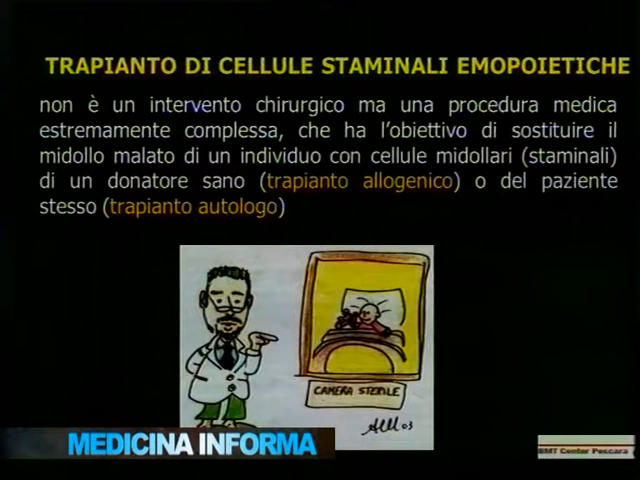 TRAPIANTO DI CELLULE STAMINALI EMOPOIETICHE
non è un intervento chirurgico ma una procedura medica
estremamente complessa, che ha l'obiettivo di sostituire il
midollo malato di un individuo con cellule midollari (staminali)
di un donatore sano (trapianto allogenico) o del paziente
stesso (trapianto autologo)
CAMERA STERILE
MEDICINA INFORMA
BMT Center Pescara